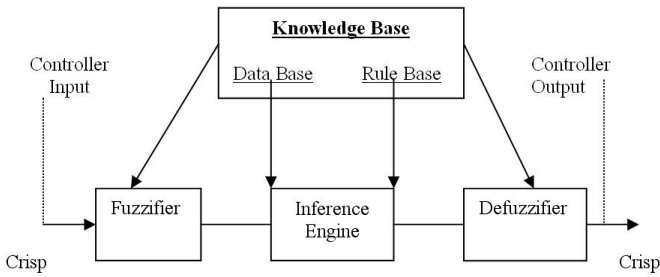 Knowledge Base
Data Base
Rule Base
Controller
Input
Controller
Output
Fuzzifier
Inference
Engine
Defuzzifier
Crisp
Crisp